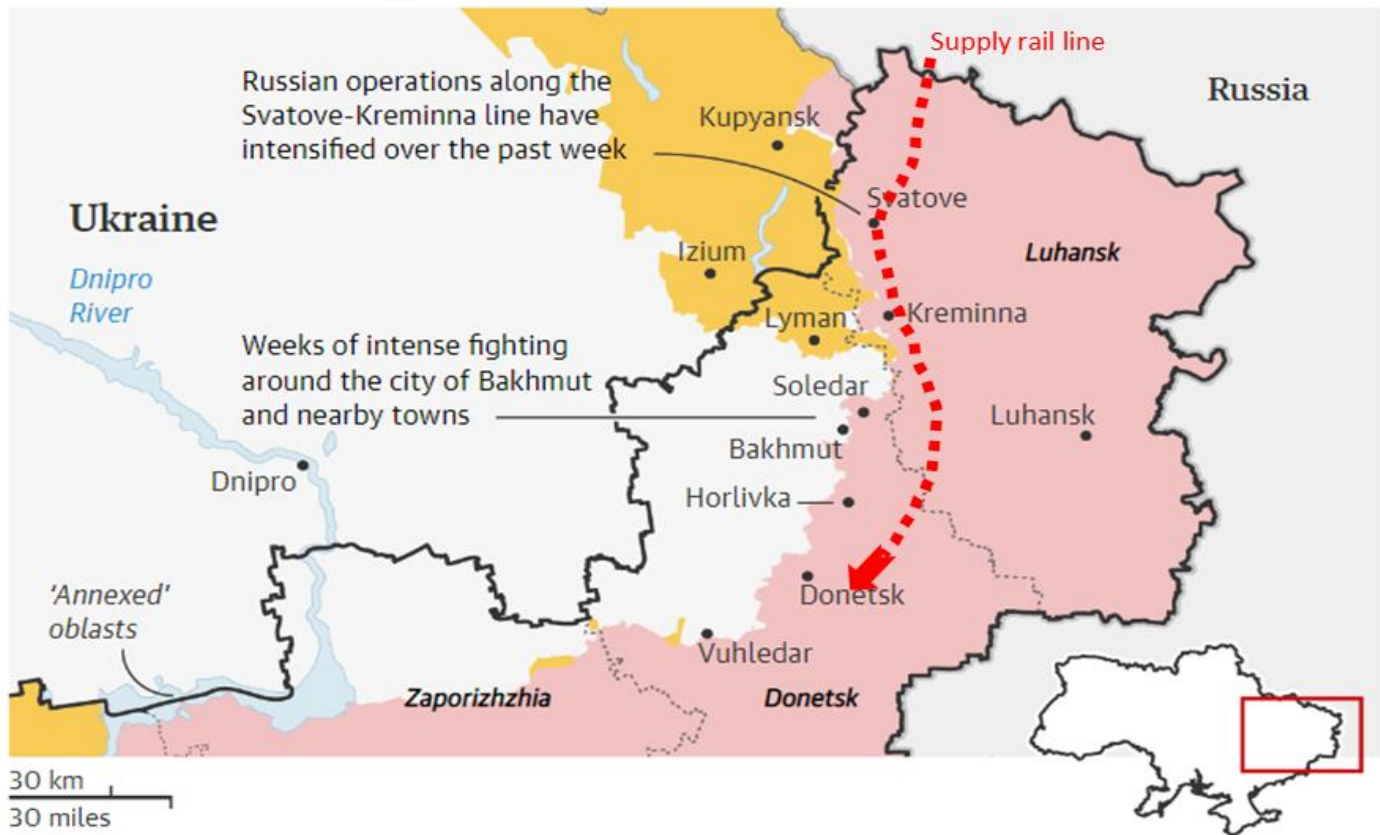 Supply rail line
Russian operations along the
Svatove-Kreminna line have
intensified over the past week
Kupyansk
Russia
Ukraine
Svatove
Dnipro
River
Izium
Luhansk
Lyman
Kreminna
Weeks of intense fighting
around the city of Bakhmut
and nearby towns
Soledar
Luhansk
Bakhmut
Dnipro
Horlivka
'Annexed'
oblasts
Donetsk
Vuhledar
Zaporizhzhia
Donetsk
30 km
30 miles